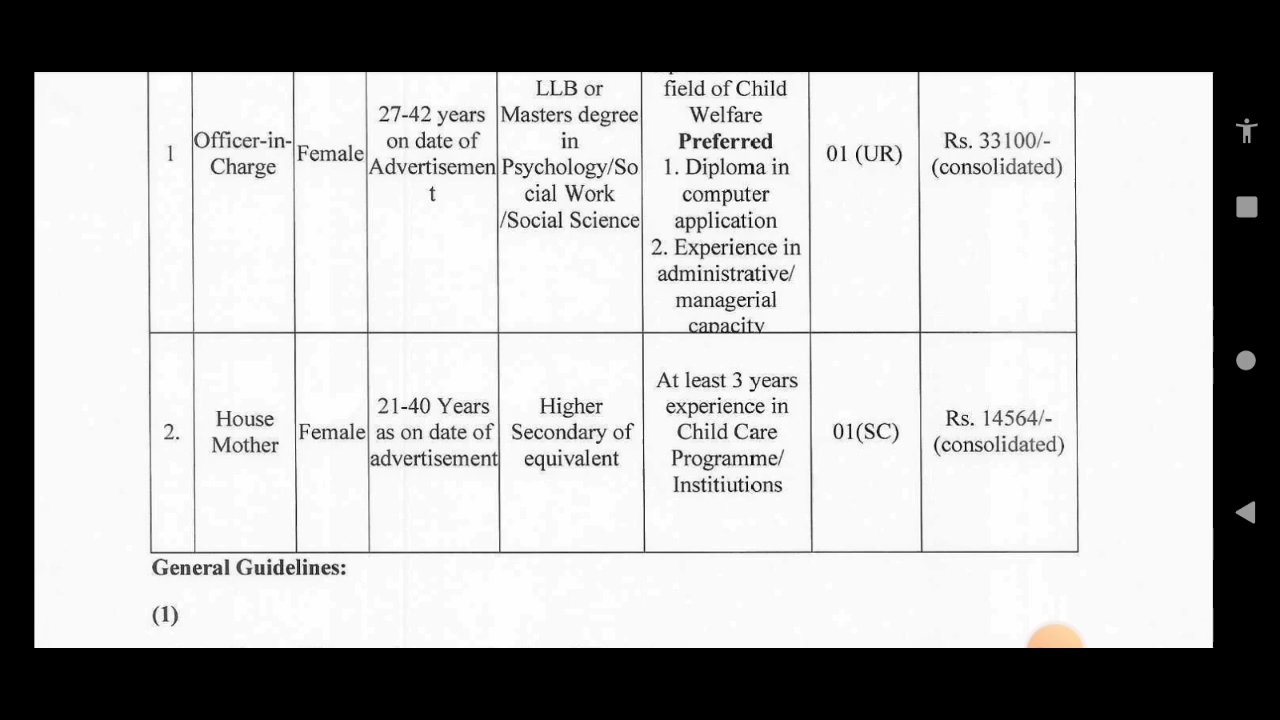 1
Officer-in-
Charge
Female
27-42 years
on date of
Advertisemen
t
LLB or
Masters degree
in
Psychology/So
cial Work
/Social Science
field of Child
Welfare
Preferred
1. Diploma in
computer
application
2. Experience in
administrative/
managerial
capacity
01 (UR)
Rs. 33100/-
(consolidated)
2.
House
Mother
Female
21-40 Years
as on date of
advertisement
Higher
Secondary of
equivalent
At least 3 years
experience in
Child Care
Programme/
Institiutions
01(SC)
Rs. 14564/-
(consolidated)
General Guidelines:
(1)